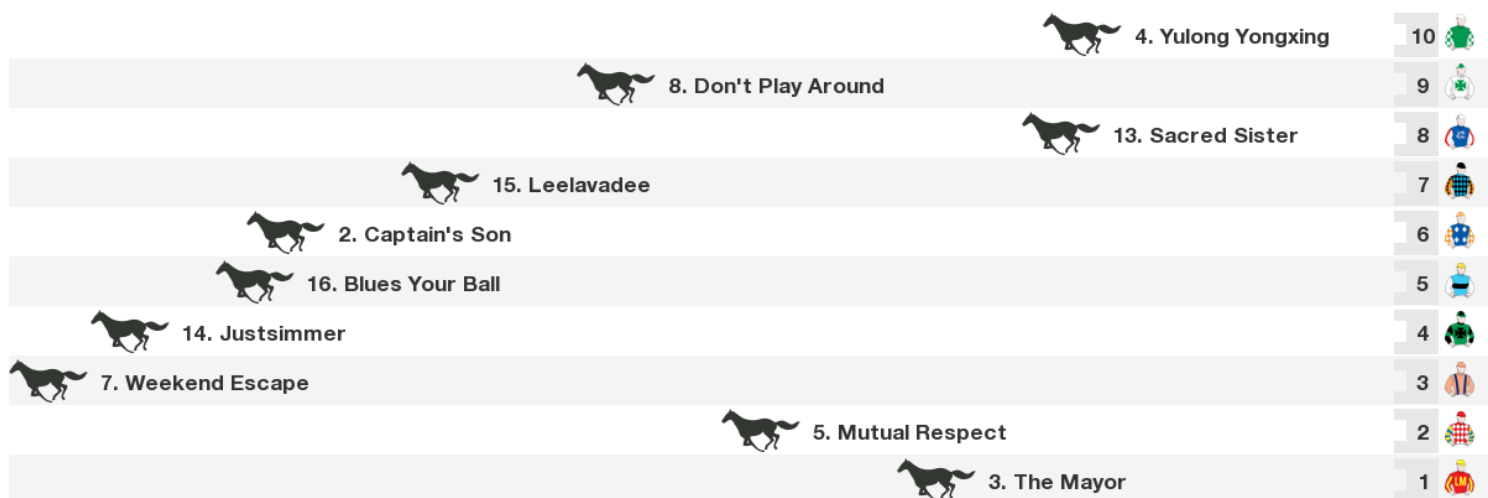 4. Yulong Yongxing 10
8. Don't Play Around 9
13. Sacred Sister 8
15. Leelavadee 7
2. Captain's Son 6
16. Blues Your Ball 5
14. Justsimmer 4
7. Weekend Escape 3
5. Mutual Respect 2
3. The Mayor 1 LM